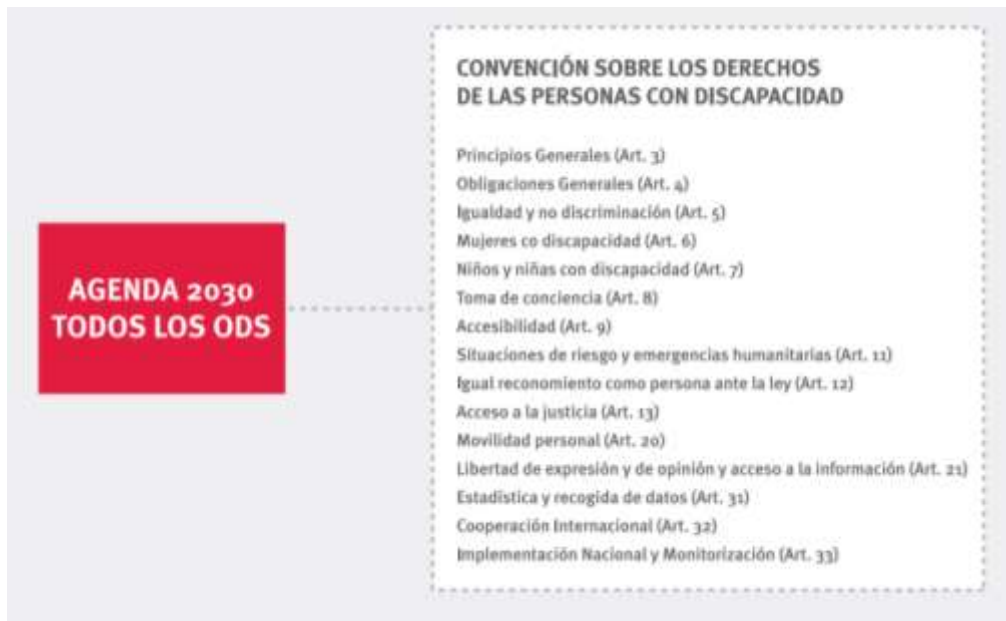 AGENDA 2030
TODOS LOS ODS
CONVENCIÓN SOBRE LOS DERECHOS
DE LAS PERSONAS CON DISCAPACIDAD
Principios Generales (Art. 3)
Obligaciones Generales (Art. 4)
Igualdad y no discriminación (Art. 5)
Mujeres co discapacidad (Art. 6)
Niños y niñas con discapacidad (Art. 7)
Toma de conciencia (Art. 8)
Accesibilidad (Art. 9)
Situaciones de riesgo y emergencias humanitarias (Art. 11)
Igual reconomiento como persona ante la ley (Art. 12)
Acceso a la justicia (Art. 13)
Movilidad personal (Art. 20)
Libertad de expresión y de opinión y acceso a la información (Art. 21)
Estadística y recogida de datos (Art. 31)
Cooperación Internacional (Art. 32)
Implementación Nacional y Monitorización (Art. 33)